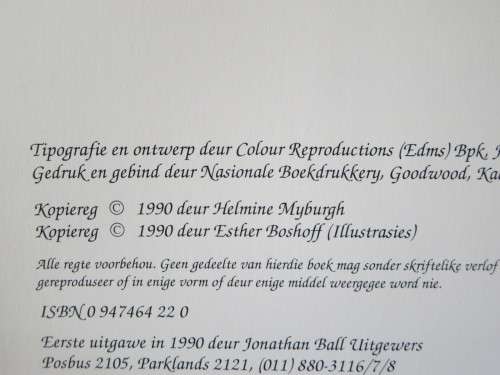 Tipografie en ontwerp deur Colour Reproductions (Edms) Bpk,
Gedruk en gebind deur Nasionale Boekdrukkery, Goodwood,
Kopiereg © 1990 deur Helmine Myburgh
Kopiereg © 1990 deur Esther Boshoff (Illustrasies)
Alle regte voorbehou. Geen gedeelte van hierdie boek mag sonder skriftelike verlof
gereproduseer of in enige vorm of deur enige middel weergegee word nie.
ISBN 0 947464 22 0
Eerste uitgawe in 1990 deur Jonathan Ball Uitgewers
Posbus 2105, Parklands 2121, (011) 880-3116/7/8